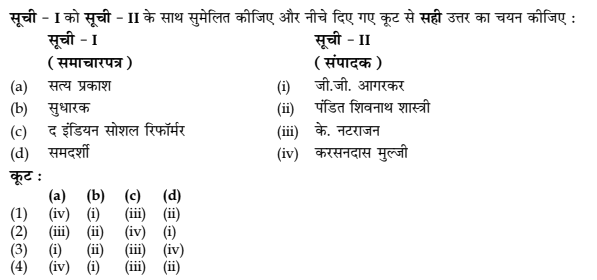 सूची - I को सूची - II के साथ सुमेलित कीजिए और नीचे दिए गए कूट से सही उत्तर का चयन कीजिए :
सूची - I सूची - II
( समाचारपत्र ) ( संपादक )
(a) सत्य प्रकाश (i) जी.जी. आगरकर
(b) सुधारक (ii) पंडित शिवनाथ शास्त्री
(c) द इंडियन सोशल रिफॉर्मर (iii) के. नटराजन
(d) समदर्शी (iv) करसनदास मुल्जी
कूट :
(a) (b) (c) (d)
(1) (iv) (i) (iii) (ii)
(2) (iii) (ii) (iv) (i)
(3) (i) (ii) (iii) (iv)
(4) (iv) (i) (iii) (ii)